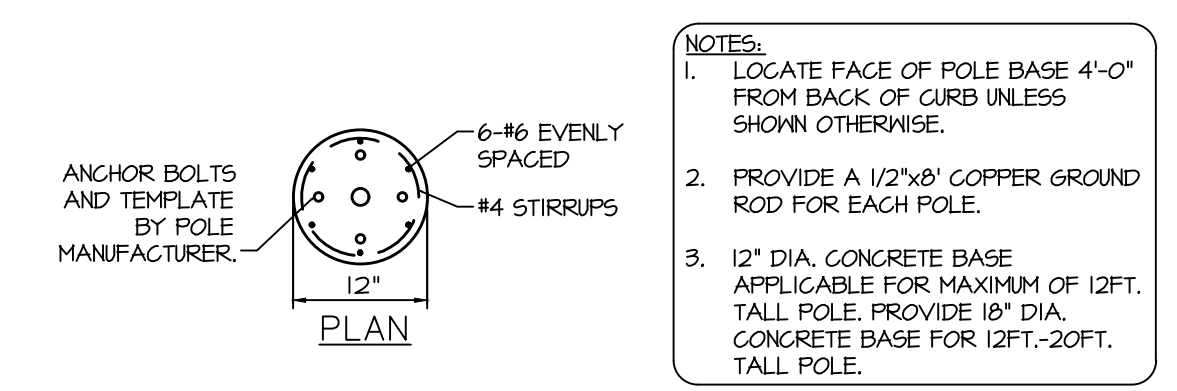 ANCHOR BOLTS
AND TEMPLATE
BY POLE
MANUFACTURER.
6-#6 EVENLY
SPACED
#4 STIRRUPS
12"
PLAN
NOTES:
1. LOCATE FACE OF POLE BASE 4'-0"
FROM BACK OF CURB UNLESS
SHOWN OTHERWISE.
2. PROVIDE A 1/2"x8' COPPER GROUND
ROD FOR EACH POLE.
3. 12" DIA. CONCRETE BASE
APPLICABLE FOR MAXIMUM OF 12FT.
TALL POLE. PROVIDE 18" DIA.
CONCRETE BASE FOR 12FT.-20FT.
TALL POLE.